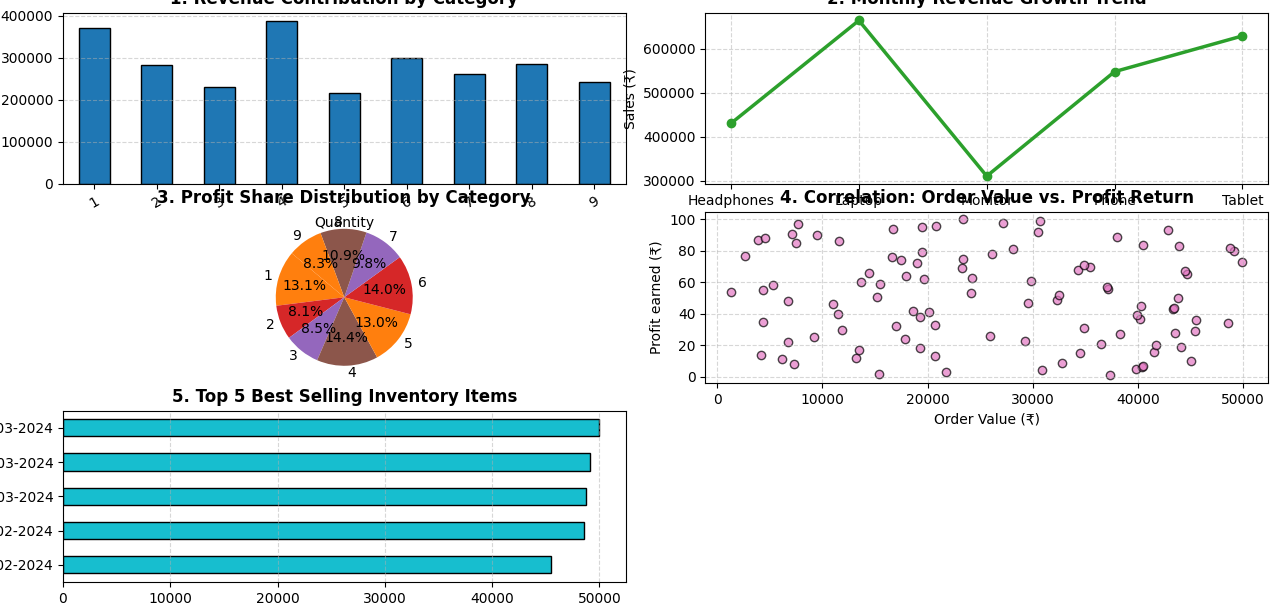 1. Revenue Contribution by Category
400000
300000
200000
100000
0
1 2 3 4 5 6 7 8 9
Quantity
2. Monthly Revenue Growth Trend
Sales (₹)
600000
500000
400000
300000
Headphones Laptop Monitor Phone Tablet
3. Profit Share Distribution by Category
1 13.1%
2 8.1%
3 8.5%
4 14.4%
5 13.0%
6 14.0%
7 9.8%
8 10.9%
9 8.3%
4. Correlation: Order Value vs. Profit Return
Profit earned (₹)
100
80
60
40
20
0
0 10000 20000 30000 40000 50000
Order Value (₹)
5. Top 5 Best Selling Inventory Items
03-2024
03-2024
03-2024
02-2024
02-2024
0 10000 20000 30000 40000 50000